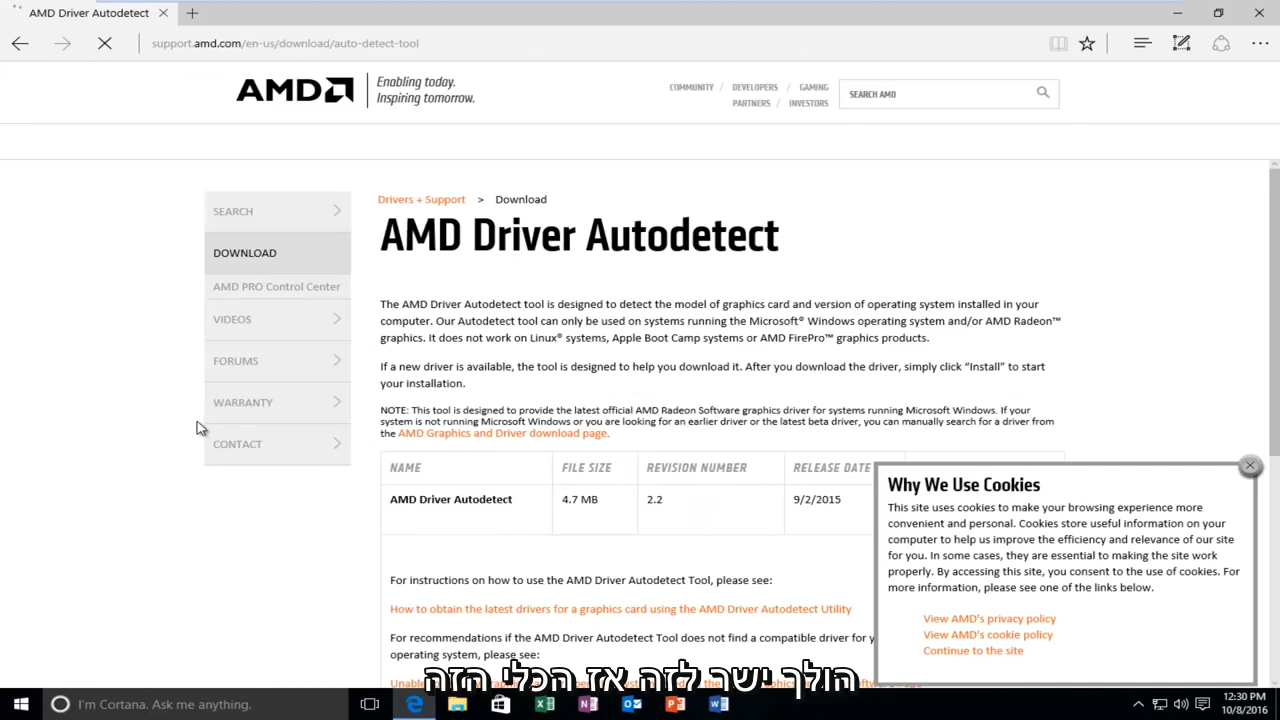 AMD Driver Autodetect
support.amd.com/en-us/download/auto-detect-tool
AMD
Enabling today.
Inspiring tomorrow.
COMMUNITY / DEVELOPERS / GAMING
PARTNERS / INVESTORS
SEARCH AMD
SEARCH
DOWNLOAD
AMD PRO Control Center
VIDEOS
FORUMS
WARRANTY
CONTACT
Drivers + Support > Download
AMD Driver Autodetect
The AMD Driver Autodetect tool is designed to detect the model of graphics card and version of operating system installed in your
computer. Our Autodetect tool can only be used on systems running the Microsoft® Windows operating system and/or AMD Radeon™
graphics. It does not work on Linux® systems, Apple Boot Camp systems or AMD FirePro™ graphics products.
If a new driver is available, the tool is designed to help you download it. After you download the driver, simply click “Install” to start
your installation.
NOTE: This tool is designed to provide the latest official AMD Radeon Software graphics driver for systems running Microsoft Windows. If your
system is not running Microsoft Windows or you are looking for an earlier driver or the latest beta driver, you can manually search for a driver from
the AMD Graphics and Driver download page.
NAME FILE SIZE REVISION NUMBER RELEASE DATE
AMD Driver Autodetect 4.7 MB 2.2 9/2/2015
For instructions on how to use the AMD Driver Autodetect Tool, please see:
How to obtain the latest drivers for a graphics card using the AMD Driver Autodetect Utility
For recommendations if the AMD Driver Autodetect Tool does not find a compatible driver for
operating system, please see:
Why We Use Cookies
This site uses cookies to make your browsing experience more
convenient and personal. Cookies store useful information on your
computer to help us improve the efficiency and relevance of our site
for you. In some cases, they are essential to making the site work
properly. By accessing this site, you consent to the use of cookies. For
more information, please see one of the links below.
View AMD's privacy policy
View AMD's cookie policy
Continue to the site
הולך ישר לזה אז הכלי הזה
I'm Cortana. Ask me anything.
12:30 PM
10/8/2016